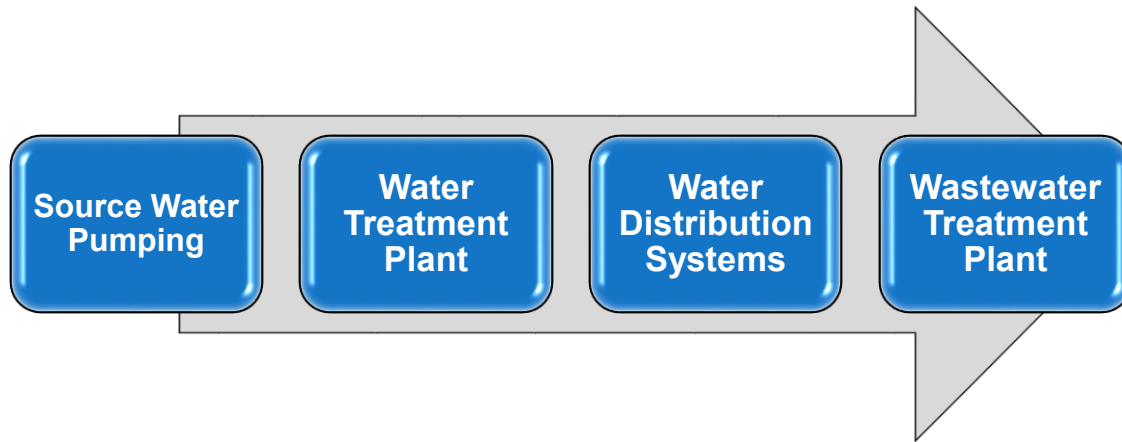 Source Water
Pumping
Water
Treatment
Plant
Water
Distribution
Systems
Wastewater
Treatment
Plant